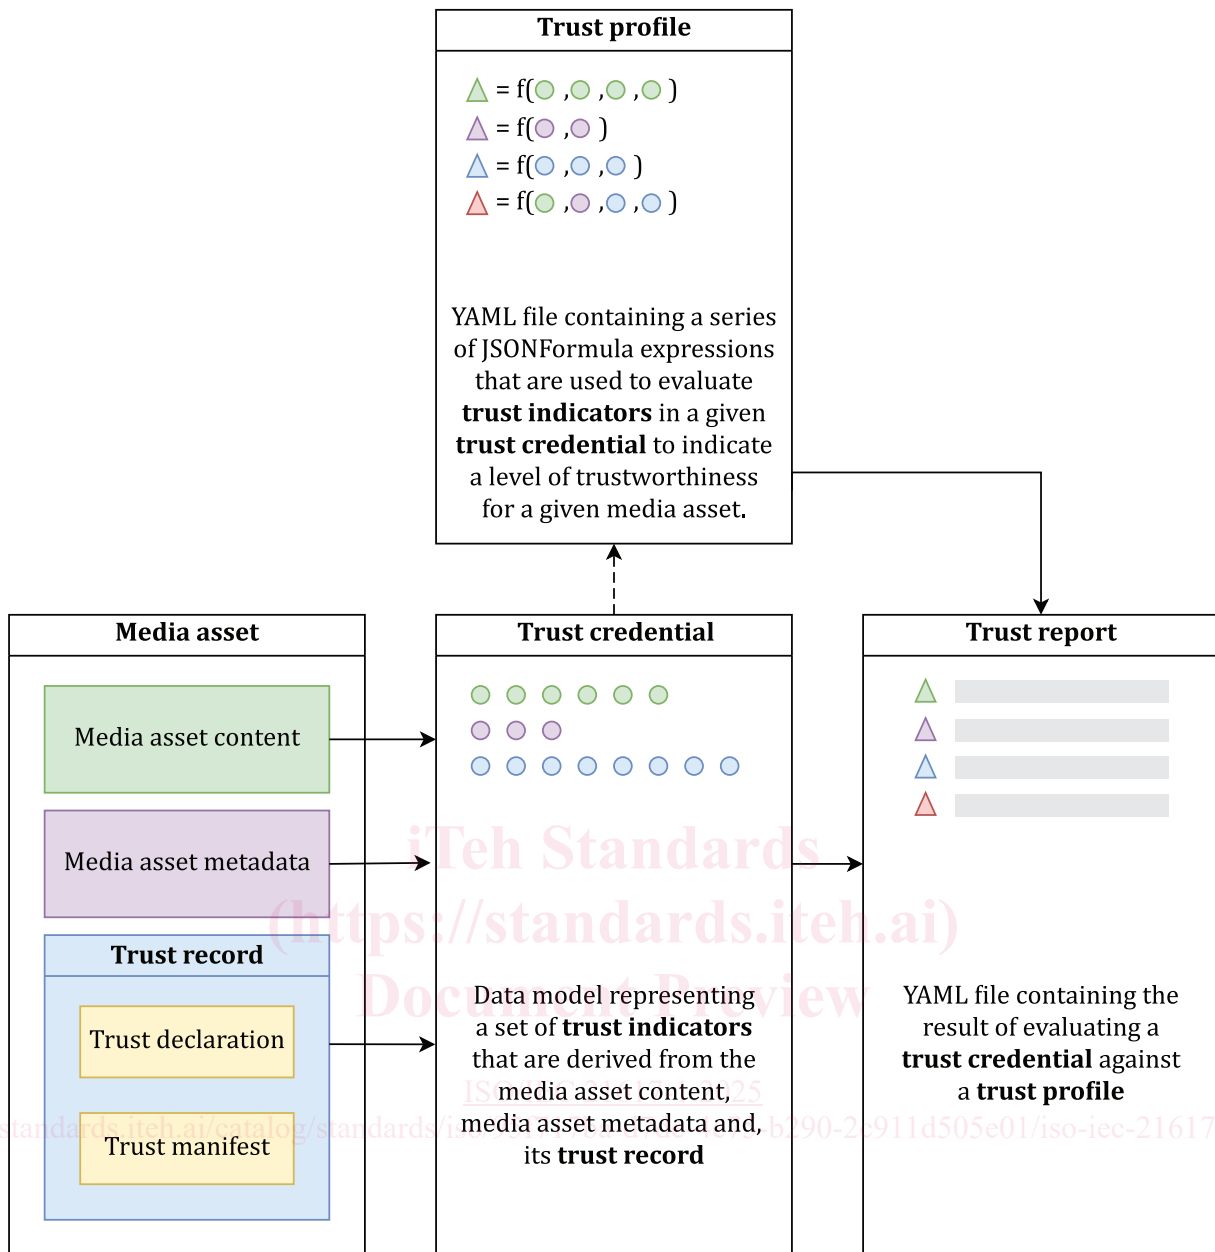 Trust profile
= f( , , , )
= f( , )
= f( , , )
= f( , , , )
YAML file containing a series
of JSONFormula expressions
that are used to evaluate
trust indicators in a given
trust credential to indicate
a level of trustworthiness
for a given media asset.
Media asset
Media asset content
Media asset metadata
Trust record
Trust declaration
Trust manifest
Trust credential
Data model representing
a set of trust indicators
that are derived from the
media asset content,
media asset metadata and,
its trust record
Trust report
YAML file containing the
result of evaluating a
trust credential against
a trust profile
iTeh Standards
(https://standards.iteh.ai)
Document Preview